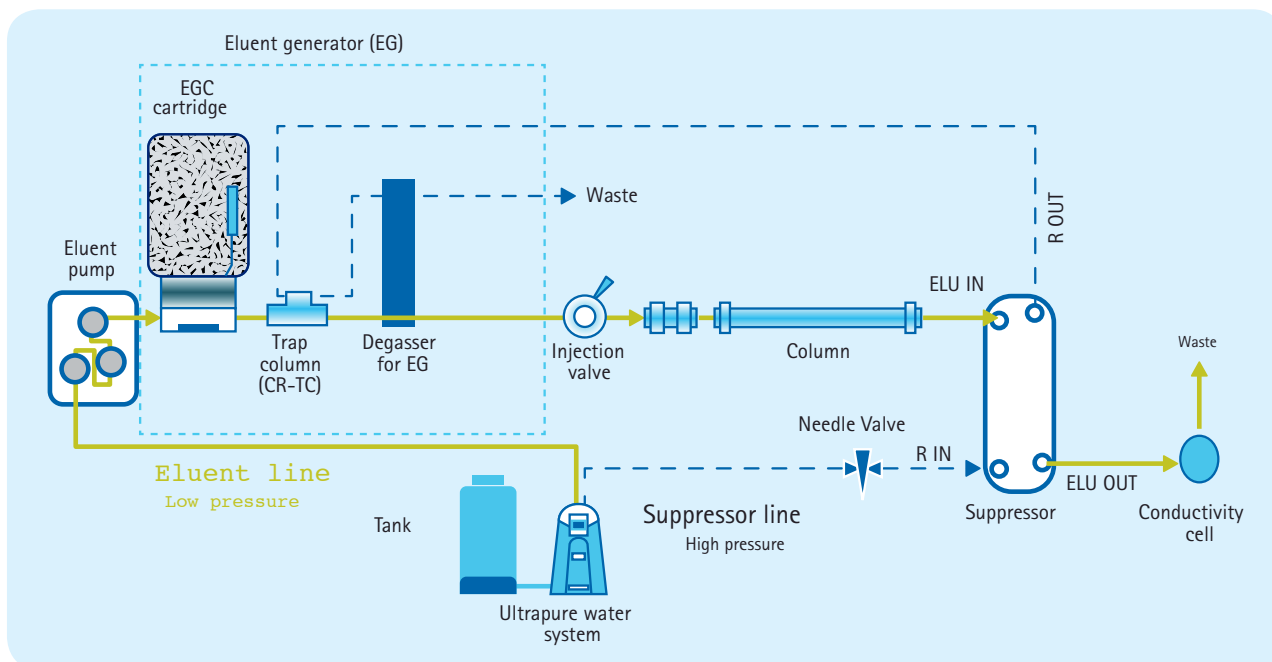 Eluent generator (EG)
EGC
cartridge
Eluent
pump
Waste
R OUT
ELU IN
Trap
column
(CR-TC)
Degasser
for EG
Injection
valve
Column
Waste
Needle Valve
R IN
Eluent line
Low pressure
ELU OUT
Tank
Suppressor line
High pressure
Suppressor
Conductivity
cell
Ultrapure water
system